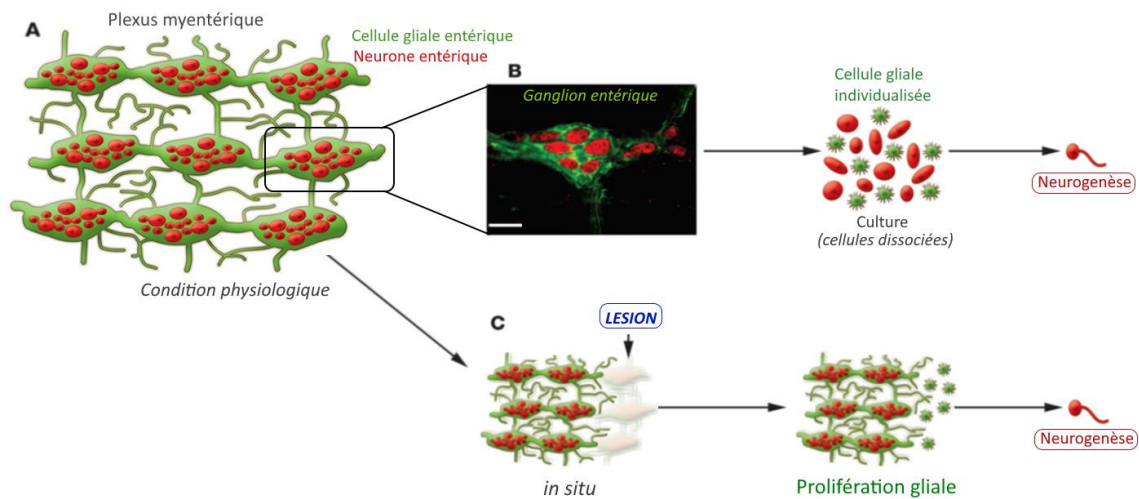 A
Plexus myentérique
Cellule gliale entérique
Neurone entérique
Condition physiologique
B
Ganglion entérique
Cellule gliale
individualisée
Culture
(cellules dissociées)
Neurogenèse
C
LESION
in situ
Prolifération gliale
Neurogenèse